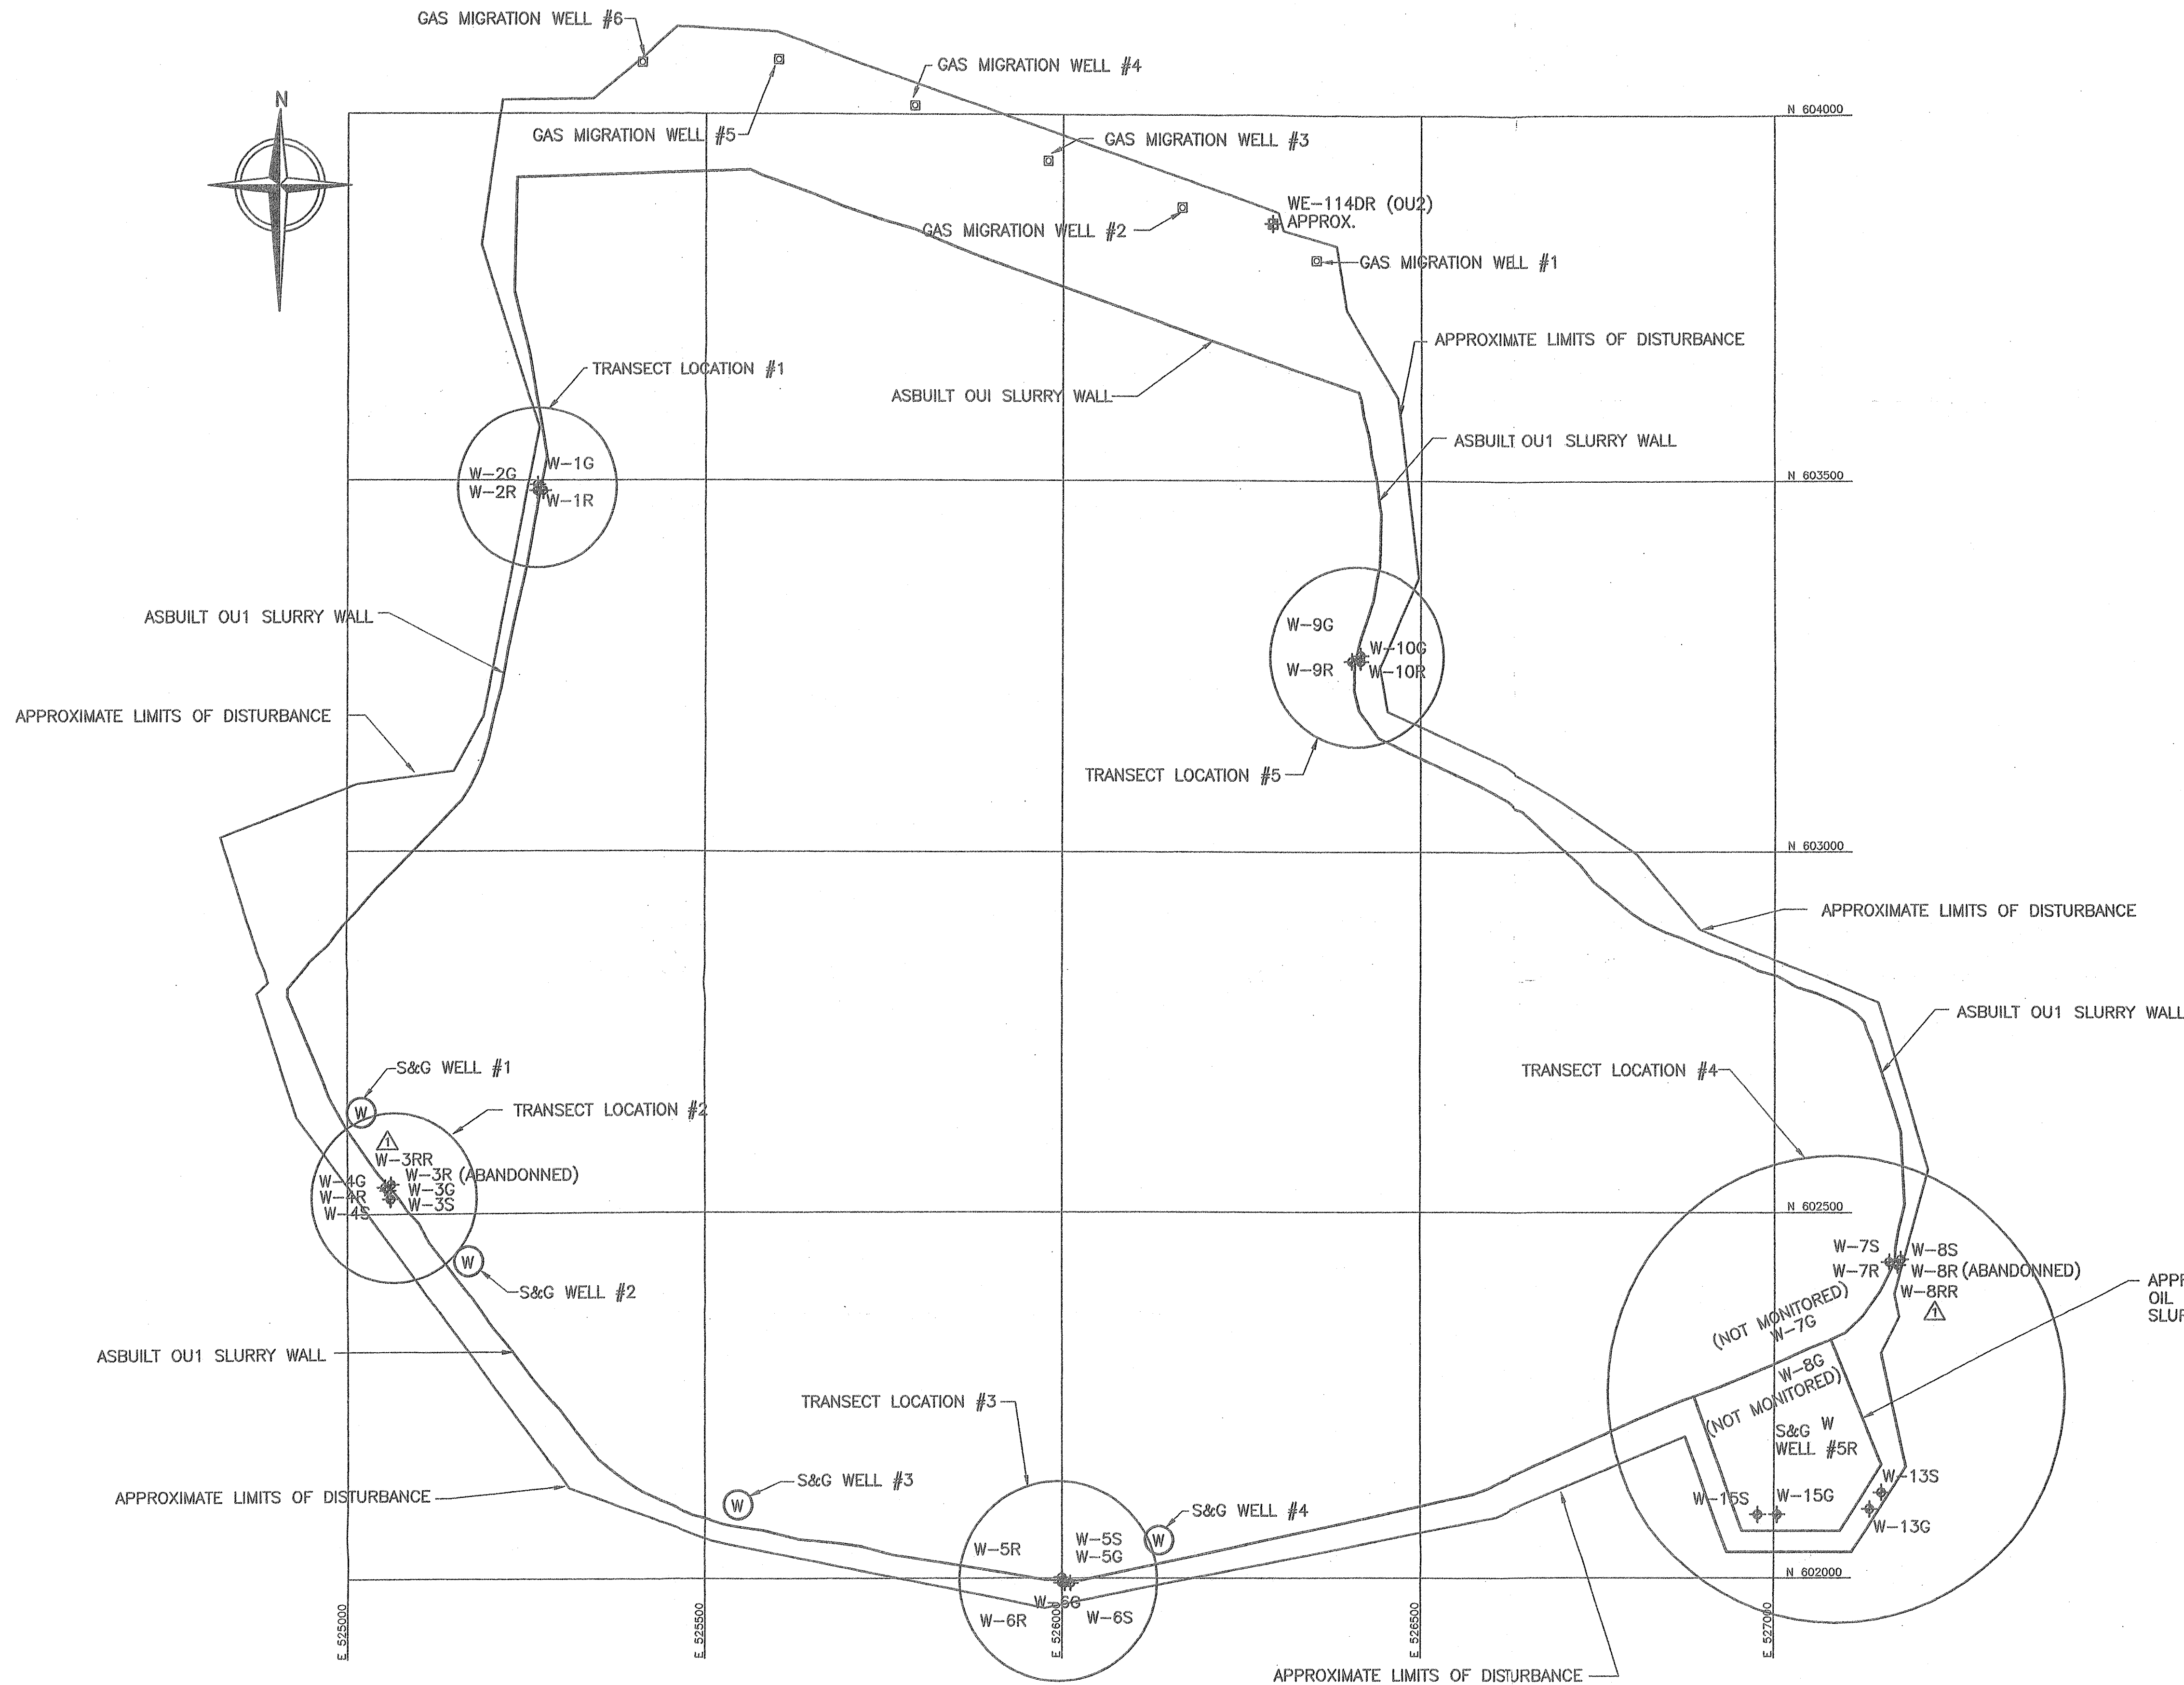 GAS MIGRATION WELL #6
GAS MIGRATION WELL #4
N
N 604000
GAS MIGRATION WELL #5
GAS MIGRATION WELL #3
WE-114DR (OU2)
APPROX.
GAS MIGRATION WELL #2
GAS MIGRATION WELL #1
APPROXIMATE LIMITS OF DISTURBANCE
TRANSECT LOCATION #1
ASBUILT OUI SLURRY WALL
ASBUILT OU1 SLURRY WALL
W-1G
W-2G
W-2R
W-1R
N 603500
ASBUILT OU1 SLURRY WALL
W-9G
W-10G
W-9R
W-10R
APPROXIMATE LIMITS OF DISTURBANCE
TRANSECT LOCATION #5
N 603000
APPROXIMATE LIMITS OF DISTURBANCE
ASBUILT OU1 SLURRY WALL
S&G WELL #1
TRANSECT LOCATION #4
W
TRANSECT LOCATION #2
1
W-3RR
W-3R (ABANDONNED)
W-4G
W-3G
W-4R
W-3S
W-4S
N 602500
W
S&G WELL #2
W-7S
W-8S
W-7R
W-8R (ABANDONNED)
W-8RR
1
APP
OIL
SLUR
(NOT MONITORED)
W-7G
ASBUILT OU1 SLURRY WALL
W-8G
(NOT MONITORED)
TRANSECT LOCATION #3
S&G W
WELL #5R
S&G WELL #3
W-13S
APPROXIMATE LIMITS OF DISTURBANCE
W
W-15S
W-15G
S&G WELL #4
W-13G
W
W-5R
W-5S
W-5G
N 602000
W-6G
W-6R
W-6S
E 525000
E 525500
E 526000
E 526500
E 527000
APPROXIMATE LIMITS OF DISTURBANCE